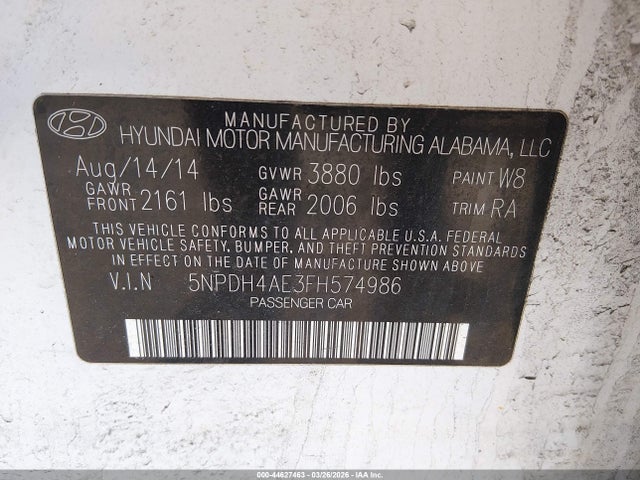 MANUFACTURED BY
HYUNDAI MOTOR MANUFACTURING ALABAMA, LLC
Aug/14/14 GVWR 3880 lbs PAINT W8
GAWR FRONT 2161 lbs GAWR REAR 2006 lbs TRIM RA
THIS VEHICLE CONFORMS TO ALL APPLICABLE U.S.A. FEDERAL
MOTOR VEHICLE SAFETY, BUMPER, AND THEFT PREVENTION STANDARDS
IN EFFECT ON THE DATE OF MANUFACTURE SHOWN ABOVE.
V.I.N 5NPDH4AE3FH574986
PASSENGER CAR
000-44627463 | 03/26/2026 - IAAI.COM